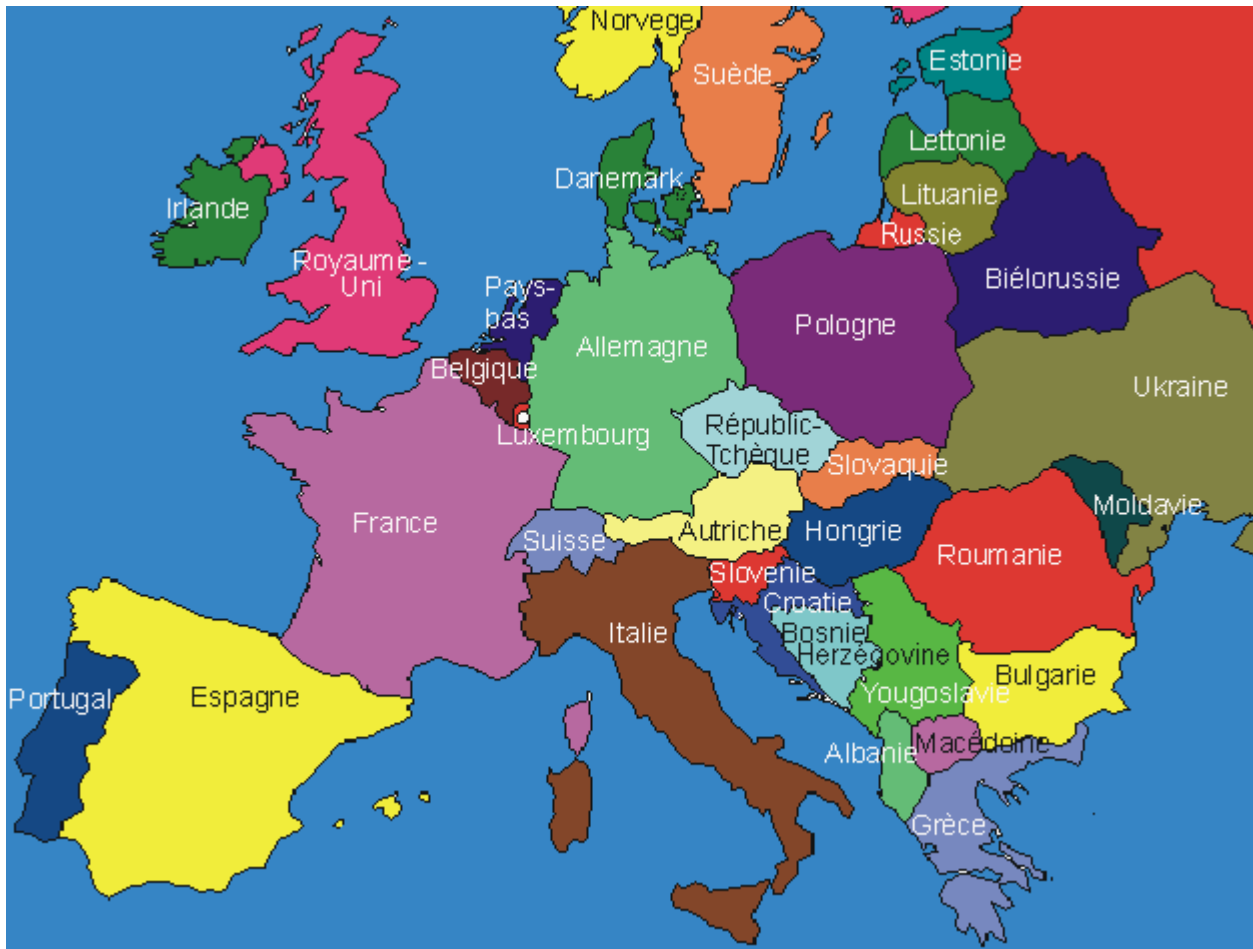 Norvege
Suède
Estonie
Lettonie
Danemark
Lituanie
Irlande
Russie
Royaume-
Uni
Biélorussie
Pays-
bas
Pologne
Allemagne
Belgique
Ukraine
Républic-
Tchèque
Luxembourg
Slovaquie
Moldavie
France
Suisse
Autriche
Hongrie
Roumanie
Slovenie
Croatie
Italie
Bosnie
Herzégovine
Bulgarie
Portugal
Espagne
Yougoslavie
Macédoine
Albanie
Grèce